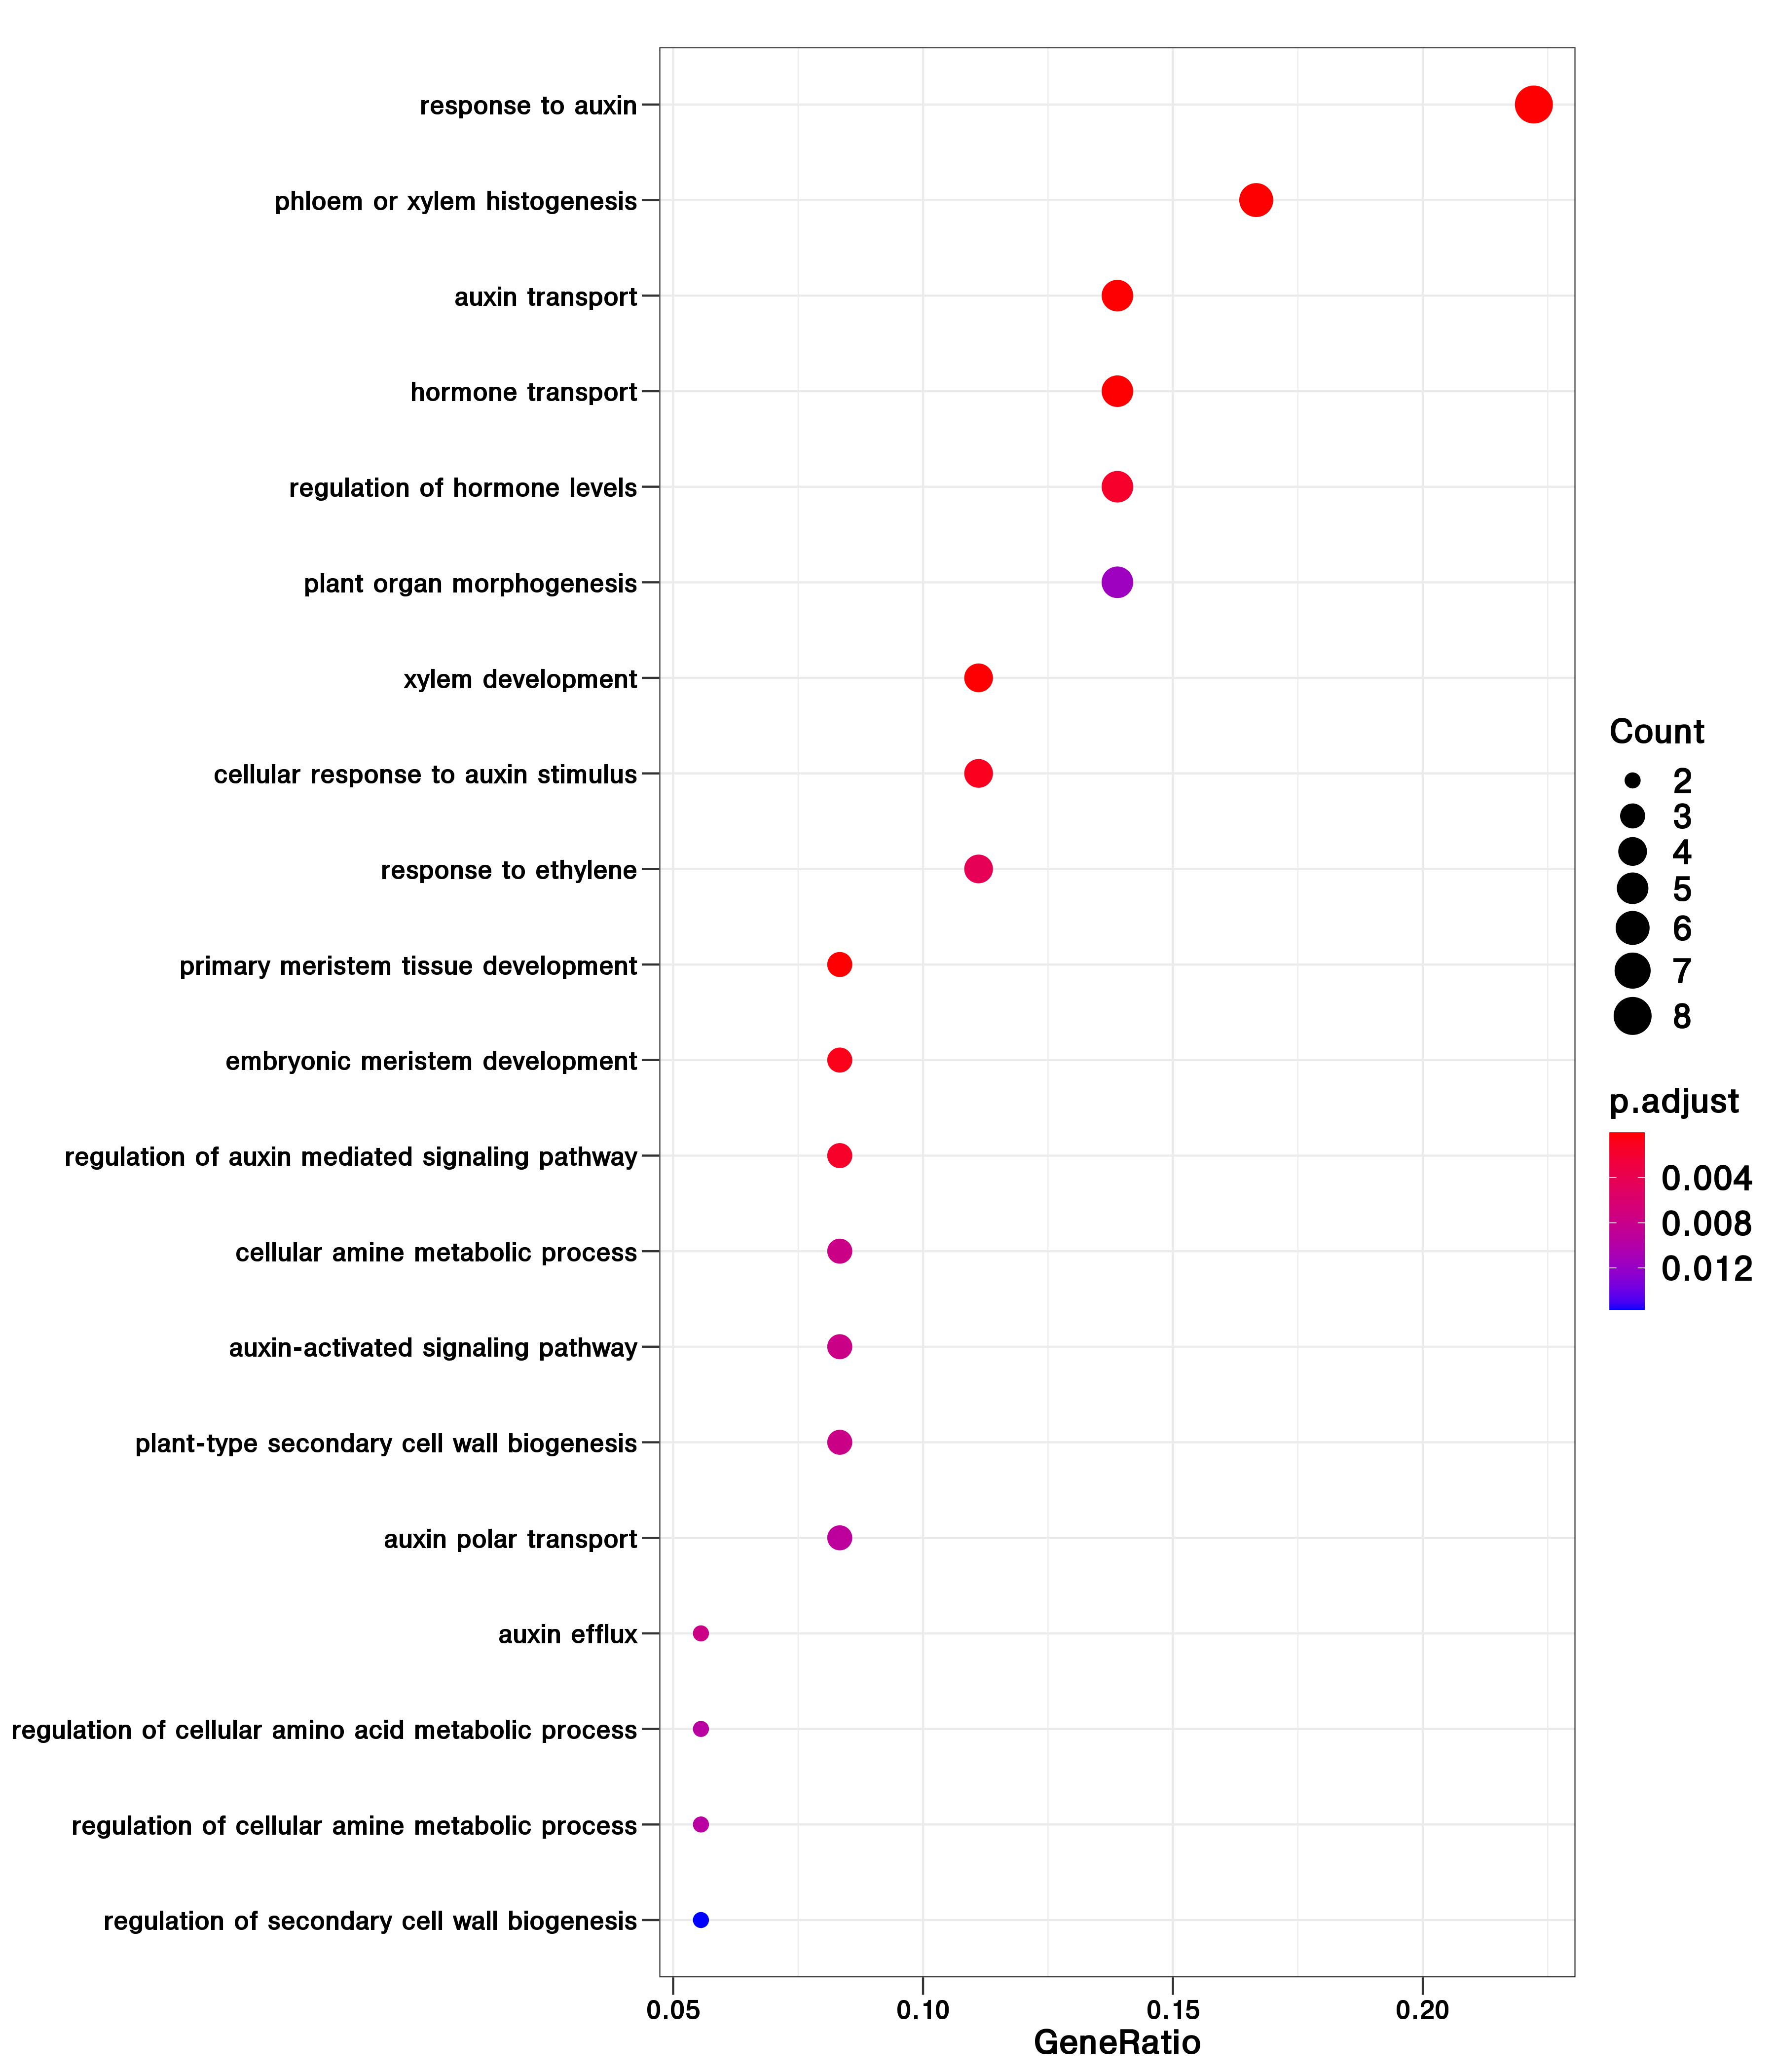 response to auxin
phloem or xylem histogenesis
auxin transport
hormone transport
regulation of hormone levels
plant organ morphogenesis
xylem development
cellular response to auxin stimulus
response to ethylene
primary meristem tissue development
embryonic meristem development
regulation of auxin mediated signaling pathway
cellular amine metabolic process
auxin-activated signaling pathway
plant-type secondary cell wall biogenesis
auxin polar transport
auxin efflux
regulation of cellular amino acid metabolic process
regulation of cellular amine metabolic process
regulation of secondary cell wall biogenesis
0.05 0.10 0.15 0.20
GeneRatio
Count
2
3
4
5
6
7
8
p.adjust
0.004
0.008
0.012